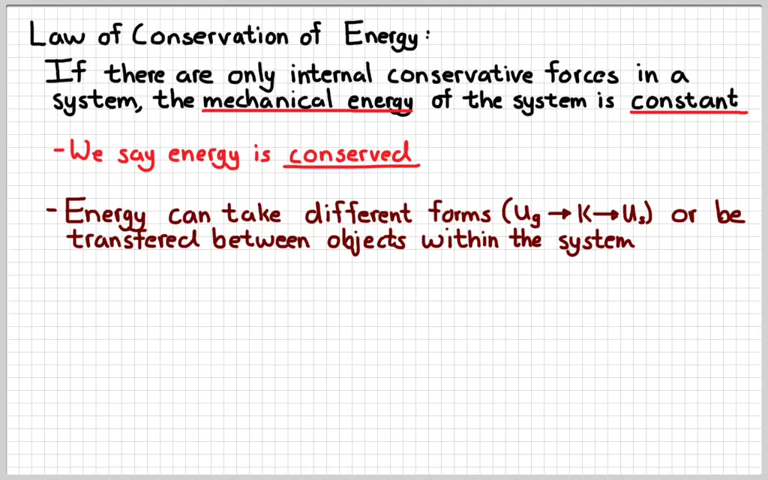 Law of Conservation of Energy:
If there are only internal conservative forces in a
system, the mechanical energy of the system is constant
-We say energy is conserved
-Energy can take different forms (Ug→K→Us) or be
transfered between objects within the system